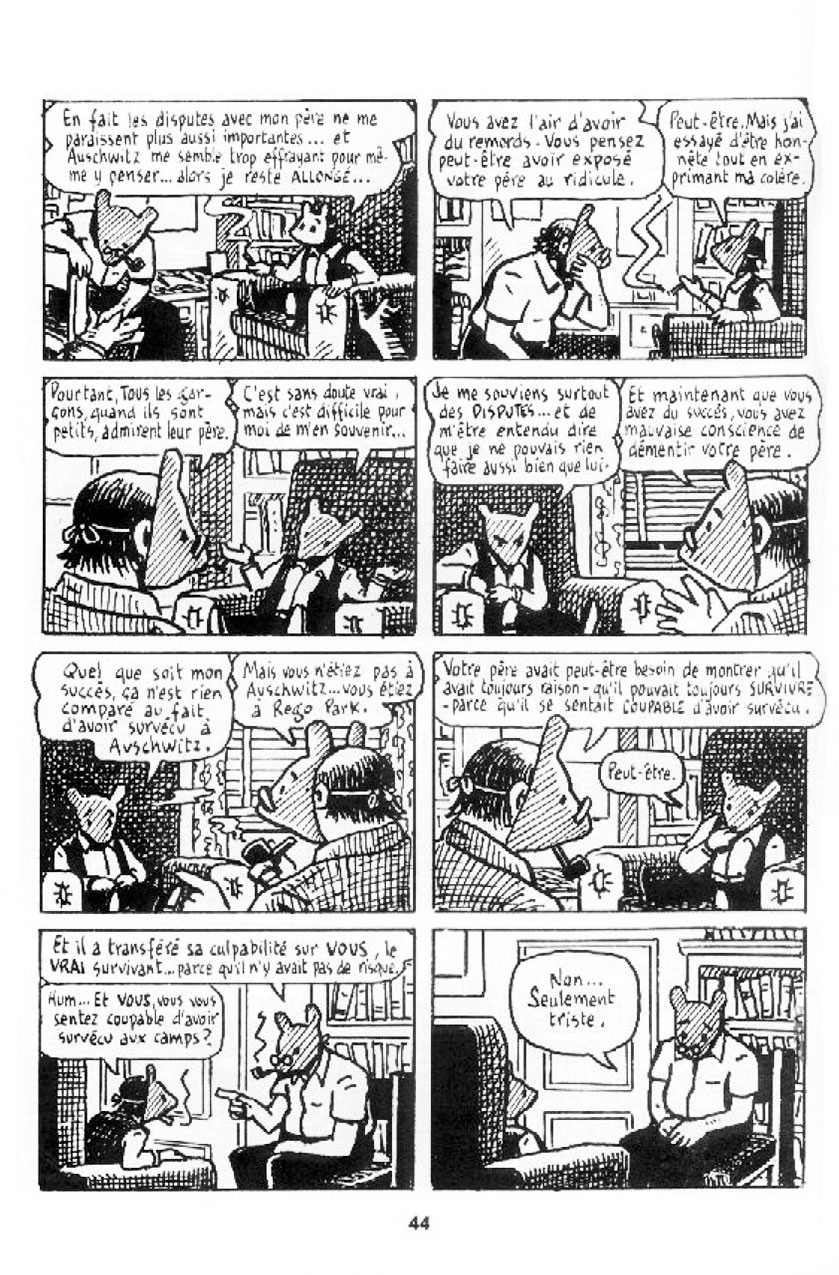 En fait les disputes avec mon père ne me
paraissent plus aussi importantes... et
Auschwitz me semble trop effrayant pour mê-
me y penser... alors je reste ALLONGÉ...
Vous avez l'air d'avoir
du remords. Vous pensez
peut-être avoir exposé
votre père au ridicule.
Peut-être. Mais j'ai
essayé d'être hon-
nête tout en ex-
primant ma colère.
Pourtant, Tous les gar-
çons, quand ils sont
petits, admirent leur père.
C'est sans doute vrai,
mais c'est difficile pour
moi de m'en souvenir...
Je me souviens surtout
des DISPUTES... et de
m'être entendu dire
que je ne pouvais rien
faire aussi bien que lui.
Et maintenant que vous
avez du succès, vous avez
mauvaise conscience de
démentir votre père.
Quel que soit mon
succès, ça n'est rien
comparé au fait
d'avoir survécu à
Auschwitz.
Mais vous n'étiez pas à
Auschwitz... vous étiez
à Rego Park.
Votre père avait peut-être besoin de montrer qu'il
avait toujours raison - qu'il pouvait toujours SURVIVRE
- parce qu'il se sentait COUPABLE d'avoir survécu.
Peut-être.
Et il a transféré sa culpabilité sur VOUS, le
VRAI survivant... parce qu'il n'y avait pas de risque.
Hum... Et VOUS, vous vous
sentez coupable d'avoir
survécu aux camps?
Non...
Seulement
triste.
44